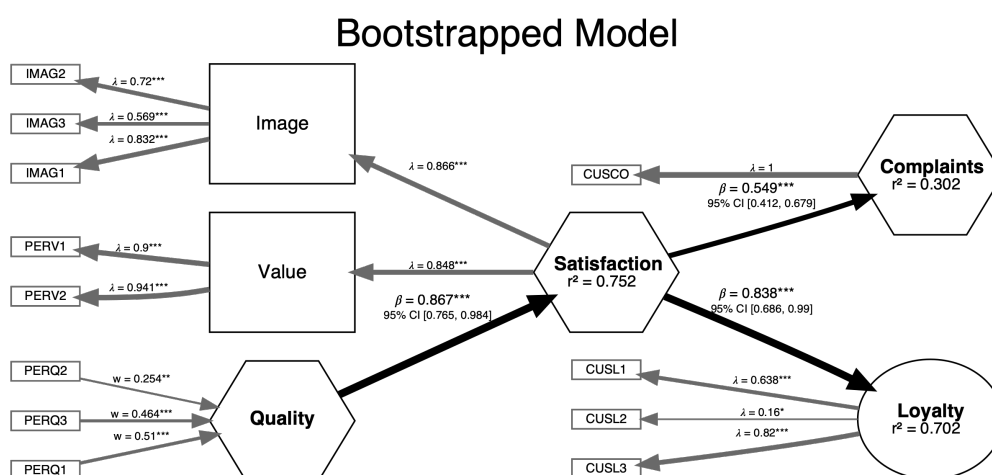 Bootstrapped Model
IMAG2
λ = 0.72***
IMAG3
λ = 0.569***
λ = 0.832***
IMAG1
Image
λ = 0.866***
CUSCO
λ = 1
β = 0.549***
95% CI [0.412, 0.679]
Complaints
r² = 0.302
PERV1
λ = 0.9***
PERV2
λ = 0.941***
Value
λ = 0.848***
β = 0.867***
95% CI [0.765, 0.984]
Satisfaction
r² = 0.752
β = 0.838***
95% CI [0.686, 0.99]
PERQ2
w = 0.254**
PERQ3
w = 0.464***
w = 0.51***
PERQ1
Quality
CUSL1
λ = 0.638***
CUSL2
λ = 0.16*
λ = 0.82***
CUSL3
Loyalty
r² = 0.702